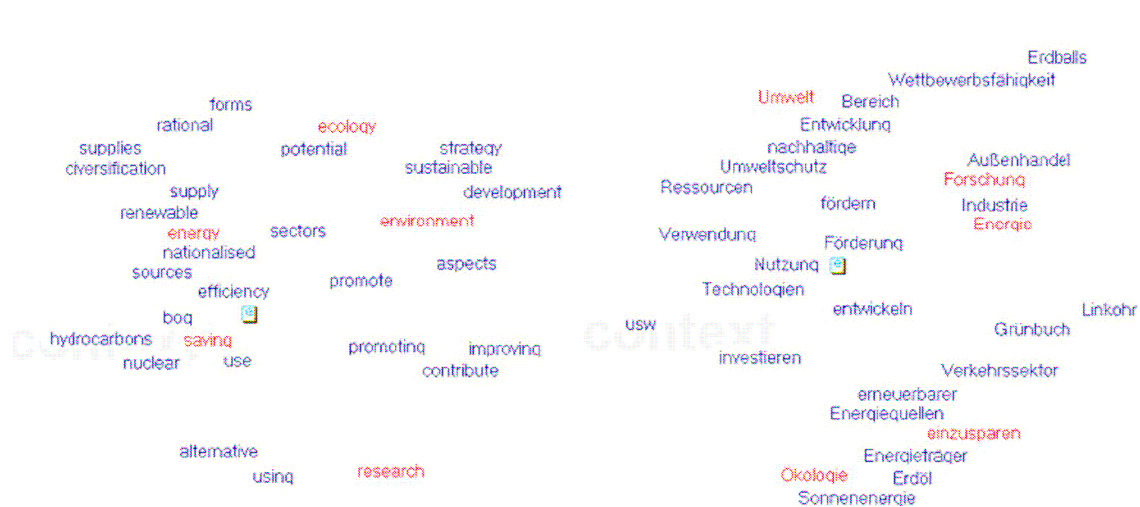 forms
rational
ecology
supplies
potential
strategy
diversification
sustainable
supply
development
renewable
environment
energy
sectors
nationalised
aspects
sources
promote
efficiency
bog
hydrocarbons
saving
promoting
improving
nuclear
use
contribute
alternative
using
research
Erdballs
Wettbewerbsfähigkeit
Umwelt
Bereich
Entwicklung
nachhaltige
Umweltschutz
Außenhandel
Ressourcen
Forschung
fördern
Industrie
Energie
Verwendung
Förderung
Nutzung
Technologien
entwickeln
Linkohr
usw
context
Grünbuch
investieren
Verkehrssektor
erneuerbarer
Energiequellen
einzusparen
Energieträger
Ökologie
Erdöl
Sonnenenergie